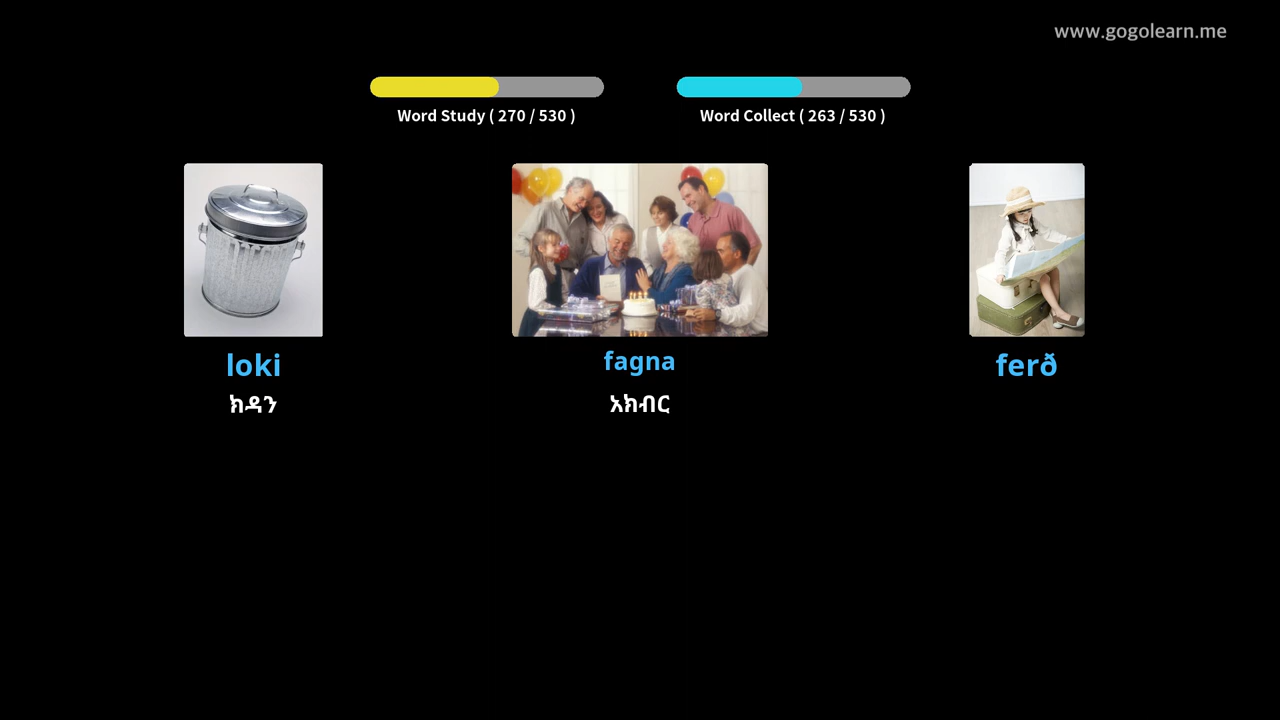 www.gogolearn.me
Word Study ( 270 / 530 )
Word Collect ( 263 / 530 )
loki
ክዳን
fagna
አክብር
ferð